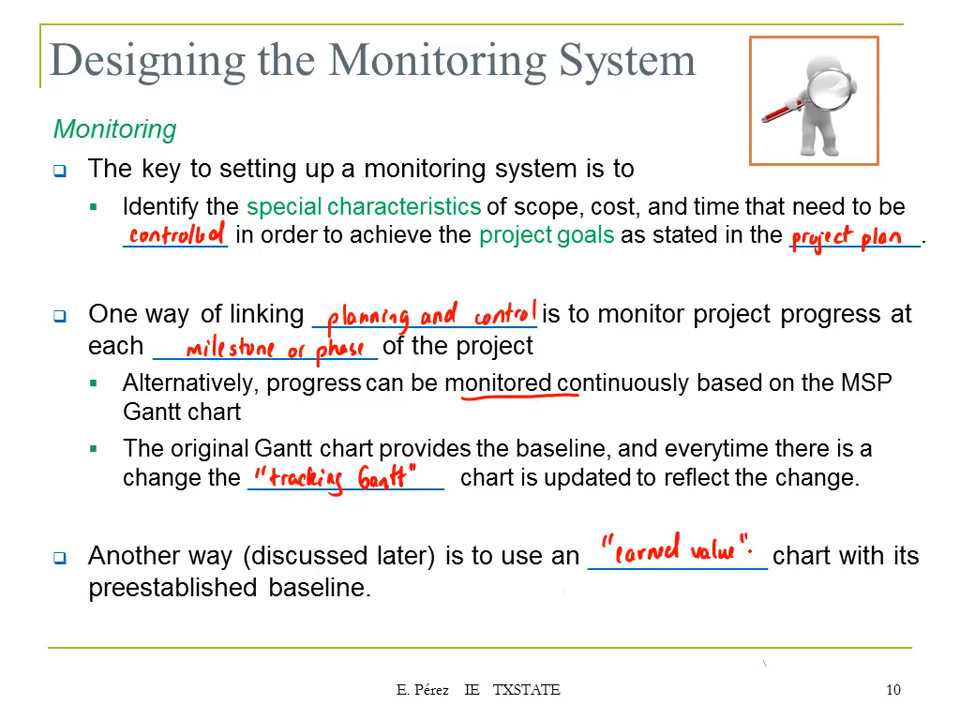 Designing the Monitoring System
Monitoring
The key to setting up a monitoring system is to
Identify the special characteristics of scope, cost, and time that need to be
controlled in order to achieve the project goals as stated in the project plan.
One way of linking planning and control is to monitor project progress at
each milestone or phase of the project
Alternatively, progress can be monitored continuously based on the MSP
Gantt chart
The original Gantt chart provides the baseline, and everytime there is a
change the "tracking Gantt" chart is updated to reflect the change.
Another way (discussed later) is to use an "earned value". chart with its
preestablished baseline.
E. Pérez IE TXSTATE 10